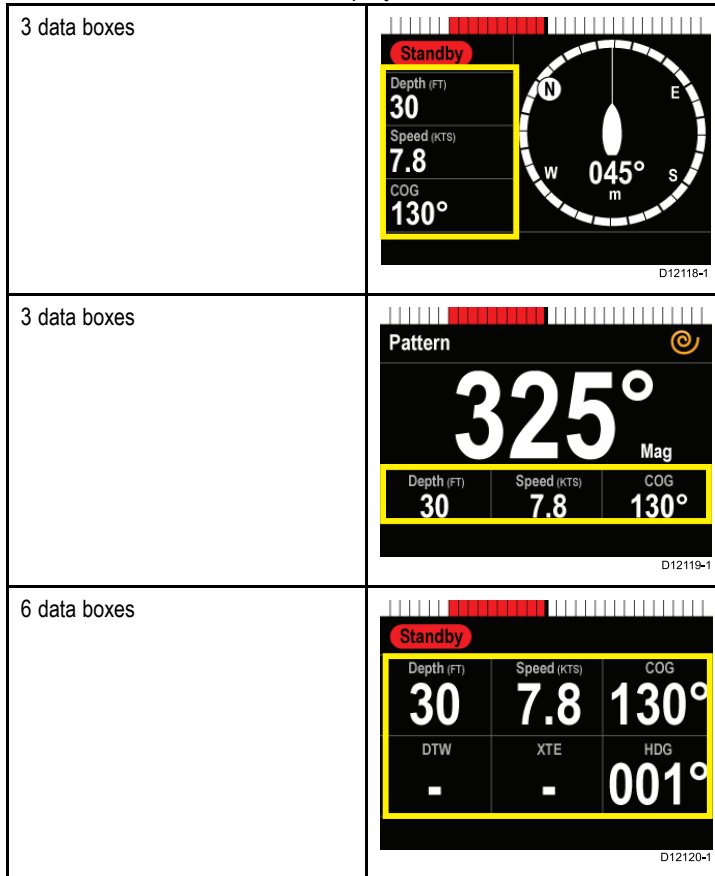 3 data boxes
Standby
Depth (FT)
30
Speed (KTS)
7.8
COG
130°
N
E
W
S
045°
m
D12118-1
3 data boxes
Pattern
325°
Mag
Depth (FT) Speed (KTS) COG
30 7.8 130°
D12119-1
6 data boxes
Standby
Depth (FT) Speed (KTS) COG
30 7.8 130°
DTW XTE HDG
- - 001°
D12120-1